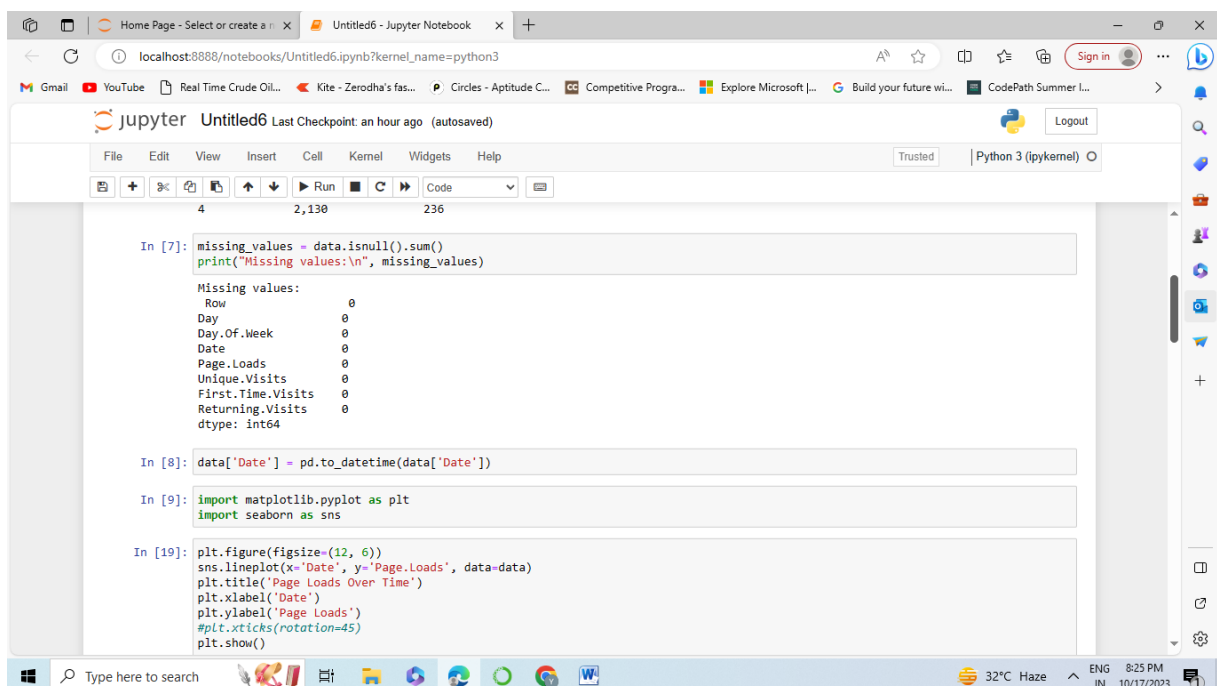 Home Page - Select or create a n
Untitled6 - Jupyter Notebook
localhost:8888/notebooks/Untitled6.ipynb?kernel_name=python3
Sign in
Gmail YouTube Real Time Crude Oil... Kite - Zerodha's fas... Circles - Aptitude C... Competitive Progra... Explore Microsoft |... Build your future wi... CodePath Summer I...
jupyter Untitled6 Last Checkpoint: an hour ago (autosaved)
Logout
File Edit View Insert Cell Kernel Widgets Help
Trusted Python 3 (ipykernel)
Run Code
4 2,130 236
In [7]: missing_values = data.isnull().sum()
print("Missing values:\n", missing_values)
Missing values:
Row 0
Day 0
Day.Of.Week 0
Date 0
Page.Loads 0
Unique.Visits 0
First.Time.Visits 0
Returning.Visits 0
dtype: int64
In [8]: data['Date'] = pd.to_datetime(data['Date'])
In [9]: import matplotlib.pyplot as plt
import seaborn as sns
In [19]: plt.figure(figsize=(12, 6))
sns.lineplot(x='Date', y='Page.Loads', data=data)
plt.title('Page Loads Over Time')
plt.xlabel('Date')
plt.ylabel('Page Loads')
#plt.xticks(rotation=45)
plt.show()
Type here to search
32°C Haze
ENG 8:25 PM
IN 10/17/2023